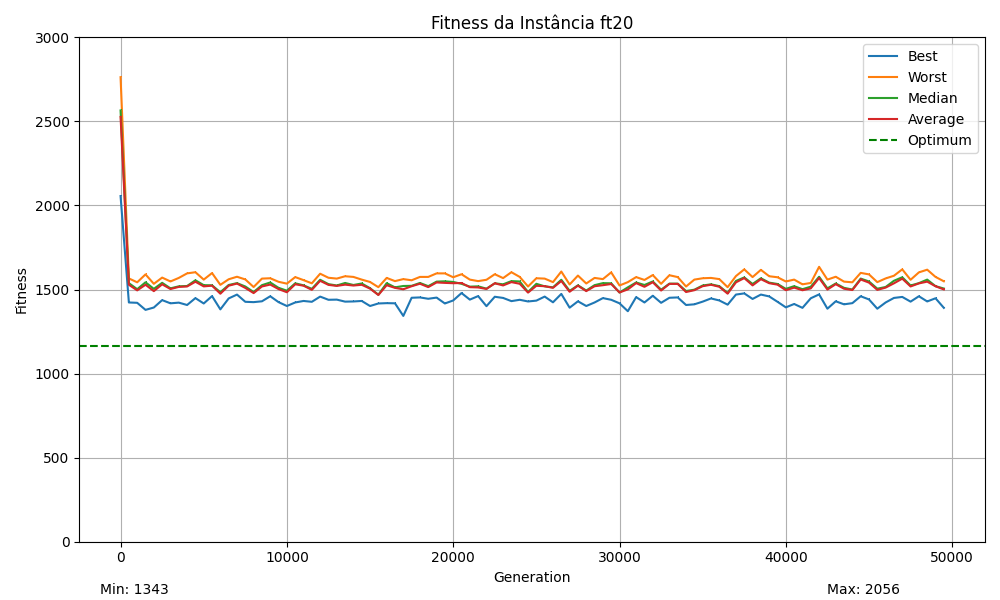 Fitness da Instância ft20
Fitness
3000
2500
2000
1500
1000
500
0
Best
Worst
Median
Average
Optimum
0 10000 20000 30000 40000 50000
Generation
Min: 1343 Max: 2056